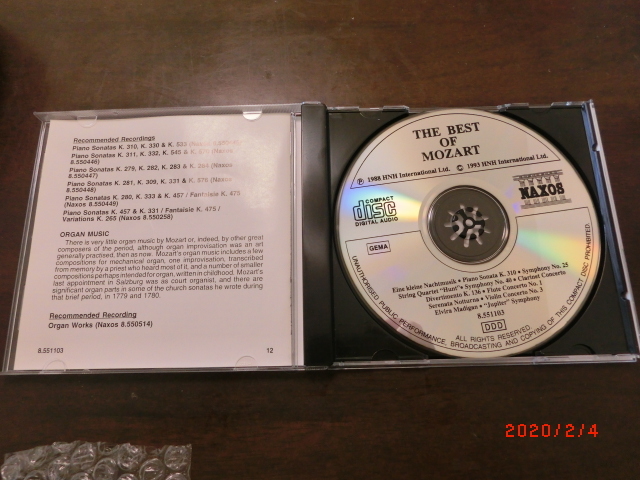 Recommended Recordings
Piano Sonatas K. 310, K. 330 & K. 533 (Naxos
Piano Sonatas K. 311, K. 332, K. 545 & K. 570 (Naxos
8.550446)
Piano Sonatas K. 279, K. 282, K. 283 & K. 284 (Naxos
8.550447)
Piano Sonatas K. 281, K. 309, K. 331 & K. 576 (Naxos
8.550448)
Piano Sonatas K. 280, K. 333 & K. 457 / Fantaisie K. 475
(Naxos 8.550449)
Piano Sonatas K. 457 & K. 331 / Fantaisie K. 475 /
Variations K. 265 (Naxos 8.550258)
ORGAN MUSIC
There is very little organ music by Mozart or, indeed, by other great
composers of the period, although organ improvisation was an art
generally practised, then as now. Mozart's organ music includes a few
compositions for mechanical organ, one improvisation, transcribed
from memory by a priest who heard most of it, and a number of smaller
compositions perhaps intended for organ, written in childhood. Mozart's
last appointment in Salzburg was as court organist, and there are
significant organ parts in some of the church sonatas he wrote during
that brief period, in 1779 and 1780.
Recommended Recording
Organ Works (Naxos 8.550514)
8.551103
12
THE BEST
OF
MOZART
℗ 1988 HNH International Ltd. © 1993 HNH International Ltd.
COMPACT
disc
DIGITAL AUDIO
NAXOS
GEMA
Eine kleine Nachtmusik • Piano Sonata K. 310 • Symphony No. 25
String Quartet "Hunt" • Symphony No. 40 • Clarinet Concerto
Divertimento K. 136 • Flute Concerto No. 1
Serenata Notturna • Violin Concerto No. 3
Elvira Madigan • "Jupiter" Symphony
8.551103
DDD
ALL RIGHTS RESERVED
UNAUTHORISED PUBLIC PERFORMANCE, BROADCASTING AND COPYING OF THIS COMPACT DISC PROHIBITED
2020/2/4